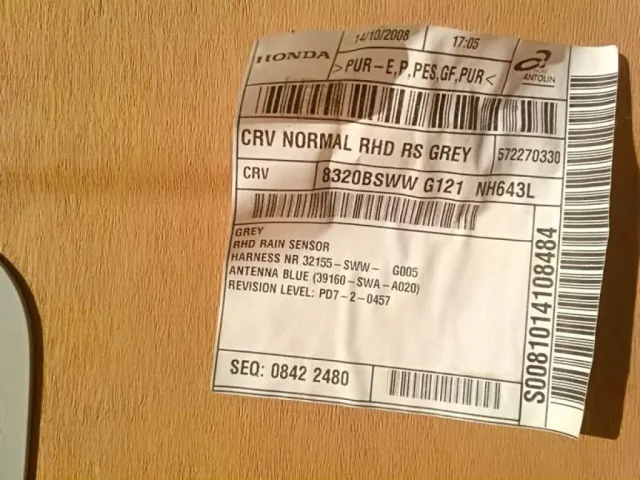 HONDA
14/10/2008
17:05
>PUR-E,P,PES,GF,PUR<
ANTOLIN
CRV NORMAL RHD RS GREY
572270330
CRV
8320BSWW G121 NH643L
GREY
RHD RAIN SENSOR
HARNESS NR 32155-SWW- G005
ANTENNA BLUE (39160-SWA-A020)
REVISION LEVEL: PD7-2-0457
SEQ: 0842 2480
S0081014108484